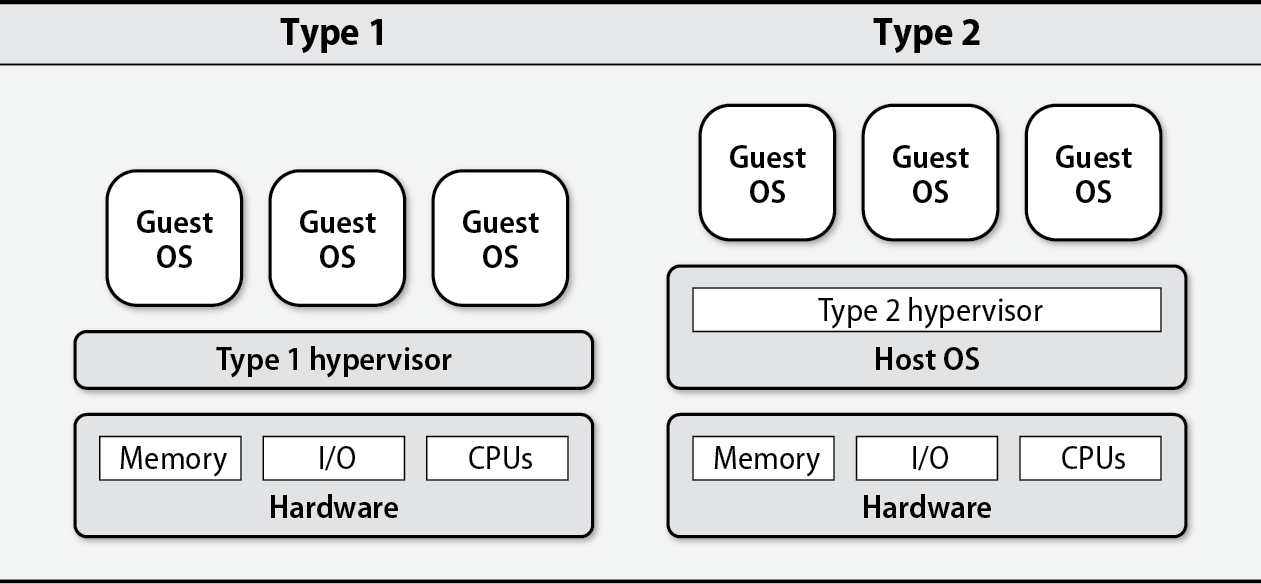 Type 1
Type 2
Guest
OS
Guest
OS
Guest
OS
Type 1 hypervisor
Memory
I/O
CPUs
Hardware
Guest
OS
Guest
OS
Guest
OS
Type 2 hypervisor
Host OS
Memory
I/O
CPUs
Hardware